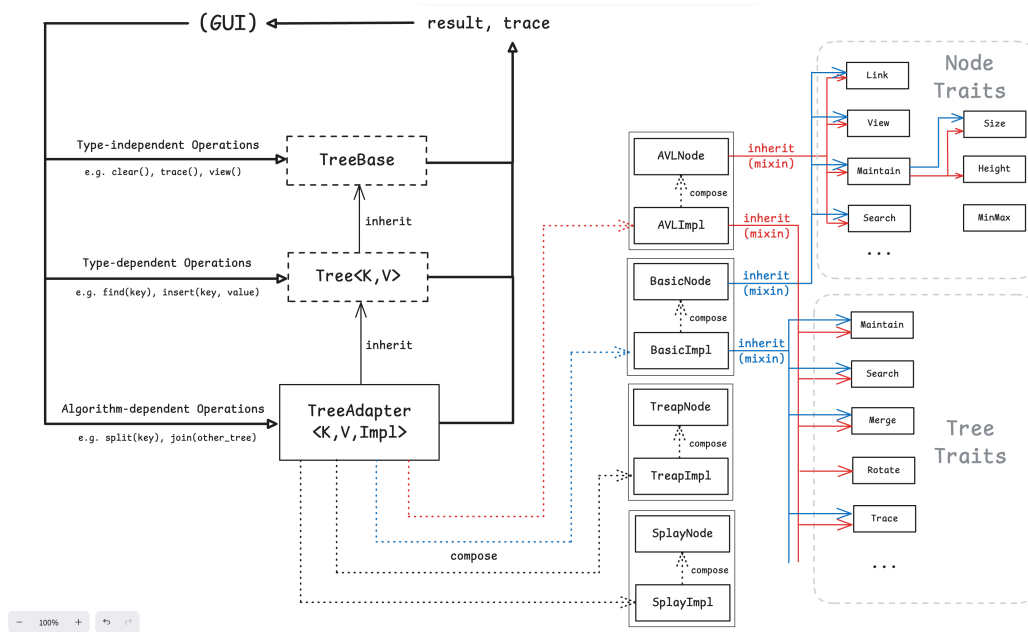 (GUI)
result, trace
Type-independent Operations
e.g. clear(), trace(), view()
TreeBase
inherit
Type-dependent Operations
e.g. find(key), insert(key, value)
Tree<K,V>
inherit
Algorithm-dependent Operations
e.g. split(key), join(other_tree)
TreeAdapter
<K,V,Impl>
compose
AVLNode
compose
AVLImpl
inherit
(mixin)
inherit
(mixin)
BasicNode
compose
BasicImpl
inherit
(mixin)
inherit
(mixin)
TreapNode
compose
TreapImpl
SplayNode
compose
SplayImpl
Node
Traits
Link
View
Maintain
Search
...
Size
Height
MinMax
Tree
Traits
Maintain
Search
Merge
Rotate
Trace
...
− 100% +